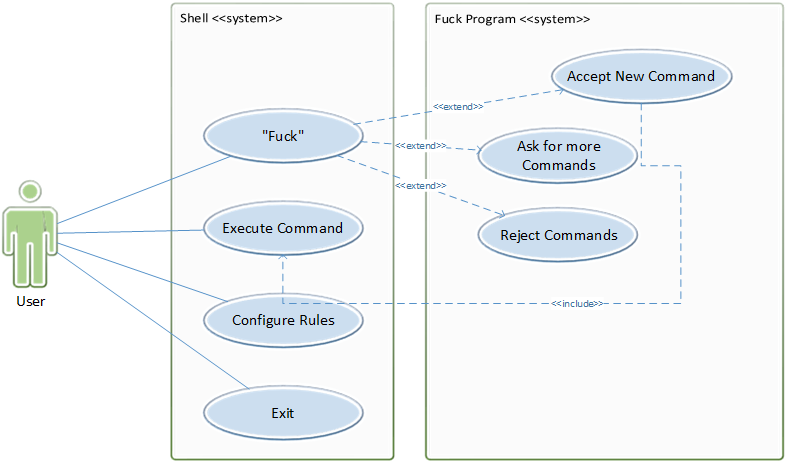 Shell <<system>>
Fuck Program <<system>>
Accept New Command
<<extend>>
"Fuck"
<<extend>>
Ask for more
Commands
<<extend>>
Execute Command
Reject Commands
User
<<include>>
Configure Rules
Exit